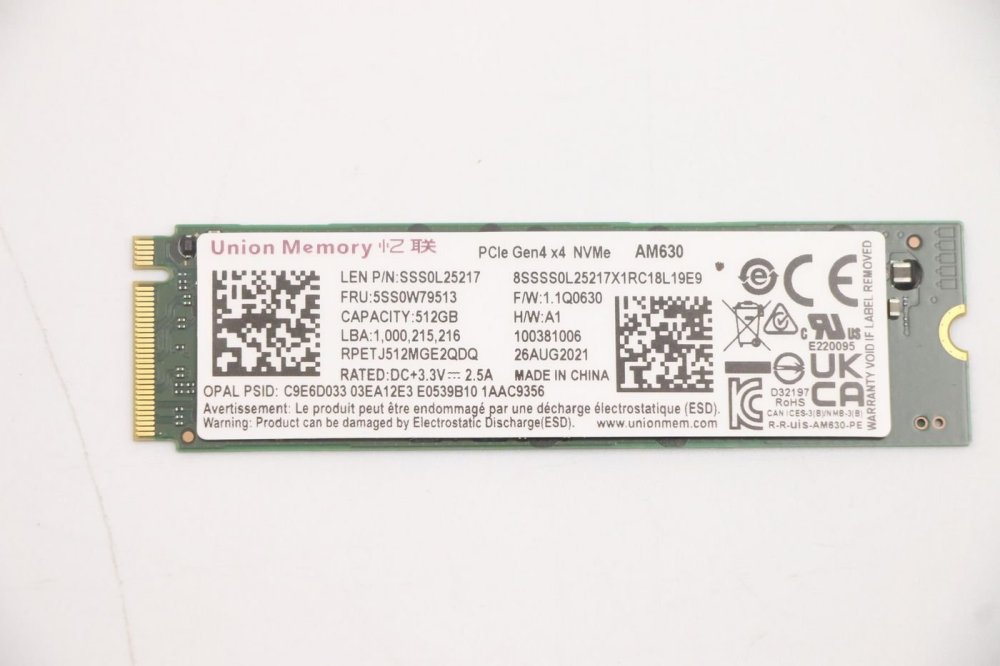 Union Memory 忆联
PCIe Gen4 x4 NVMe AM630
LEN P/N:SSS0L25217
FRU:5SS0W79513
CAPACITY:512GB
LBA:1,000,215,216
RPETJ512MGE2QDQ
RATED:DC+3.3V⎓ 2.5A
8SSSS0L25217X1RC18L19E9
F/W:1.1Q0630
H/W:A1
100381006
26AUG2021
MADE IN CHINA
OPAL PSID: C9E6D033 03EA12E3 E0539B10 1AAC9356
Avertissement: Le produit peut être endommagé par une décharge électrostatique (ESD).
Warning: Product can be damaged by Electrostatic Discharge(ESD). www.unionmem.com
CE
c RU us
E220095
D32197
RoHS
UK
CA
KC
CAN ICES-3(B)/NMB-3(B)
R-R-uiS-AM630-PE
WARRANTY VOID IF LABEL REMOVED